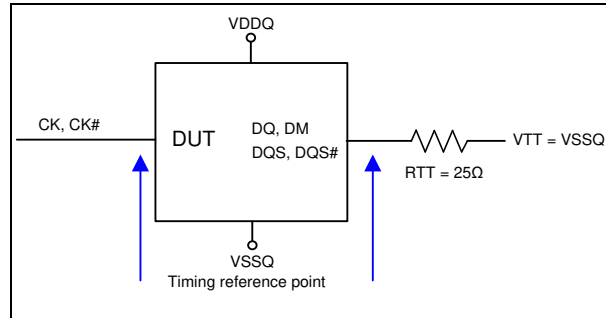 VDDQ
CK, CK#
DUT
DQ, DM
DQS, DQS#
VTT = VSSQ
RTT = 25Ω
VSSQ
Timing reference point